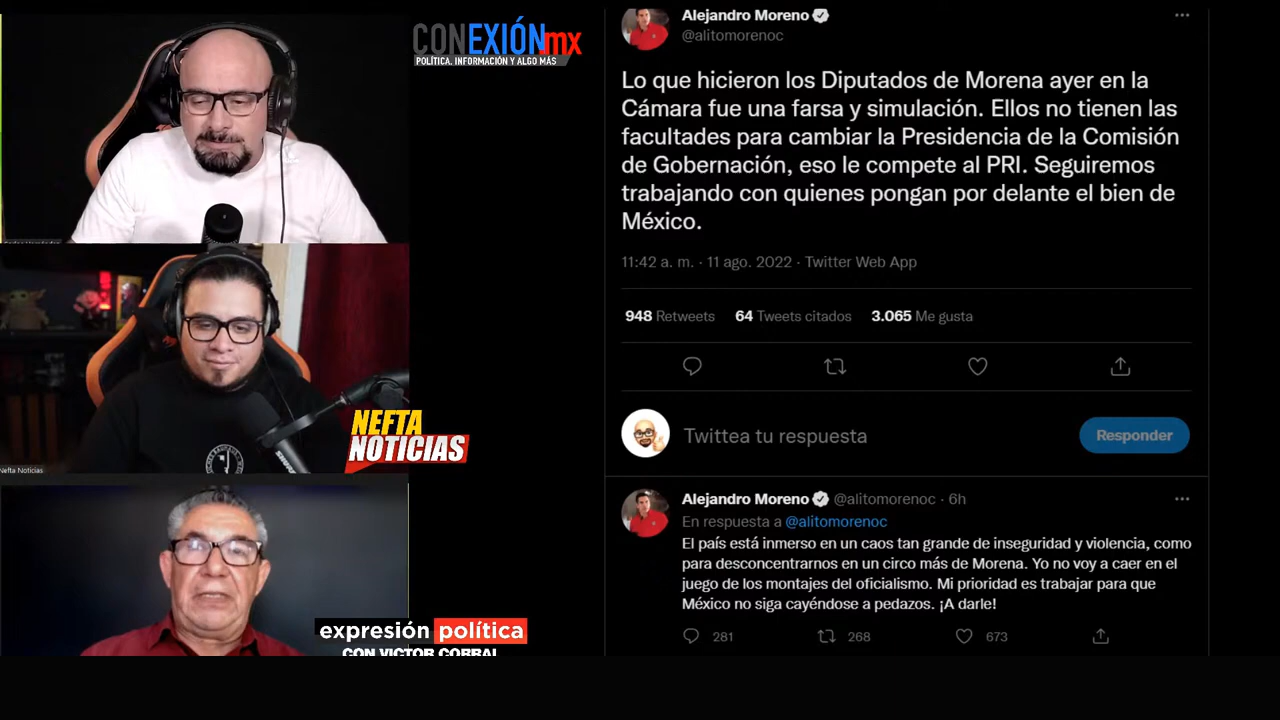 CONEXIÓN.mx
POLÍTICA, INFORMACIÓN Y ALGO MÁS
NEFTA
NOTICIAS
Nefta Noticias
expresión política
CON VICTOR CORRAL
Alejandro Moreno
@alitomorenoc
Lo que hicieron los Diputados de Morena ayer en la
Cámara fue una farsa y simulación. Ellos no tienen las
facultades para cambiar la Presidencia de la Comisión
de Gobernación, eso le compete al PRI. Seguiremos
trabajando con quienes pongan por delante el bien de
México.
11:42 a. m. · 11 ago. 2022 · Twitter Web App
948 Retweets 64 Tweets citados 3.065 Me gusta
Twittea tu respuesta
Responder
Alejandro Moreno @alitomorenoc · 6h
En respuesta a @alitomorenoc
El país está inmerso en un caos tan grande de inseguridad y violencia, como
para desconcentrarnos en un circo más de Morena. Yo no voy a caer en el
juego de los montajes del oficialismo. Mi prioridad es trabajar para que
México no siga cayéndose a pedazos. ¡A darle!
281 268 673